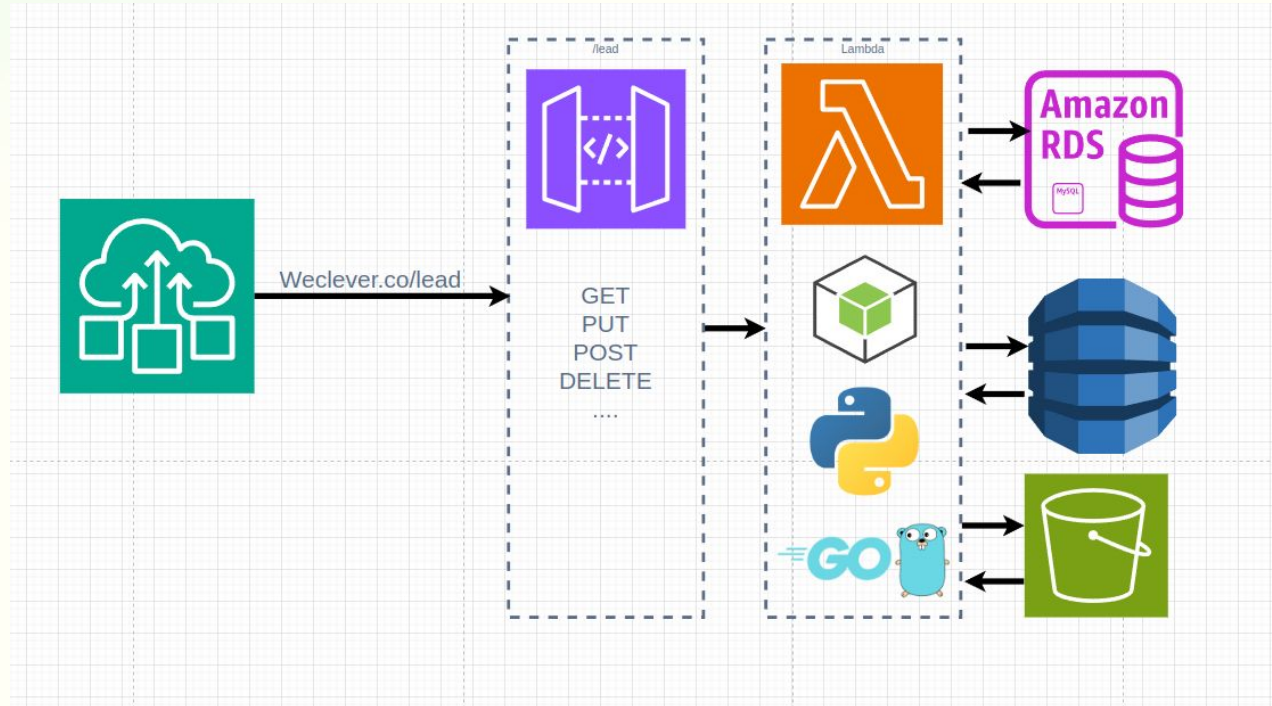 /lead
Lambda
Amazon
RDS
MySQL
Weclever.co/lead
</>
GET
PUT
POST
DELETE
....
GO